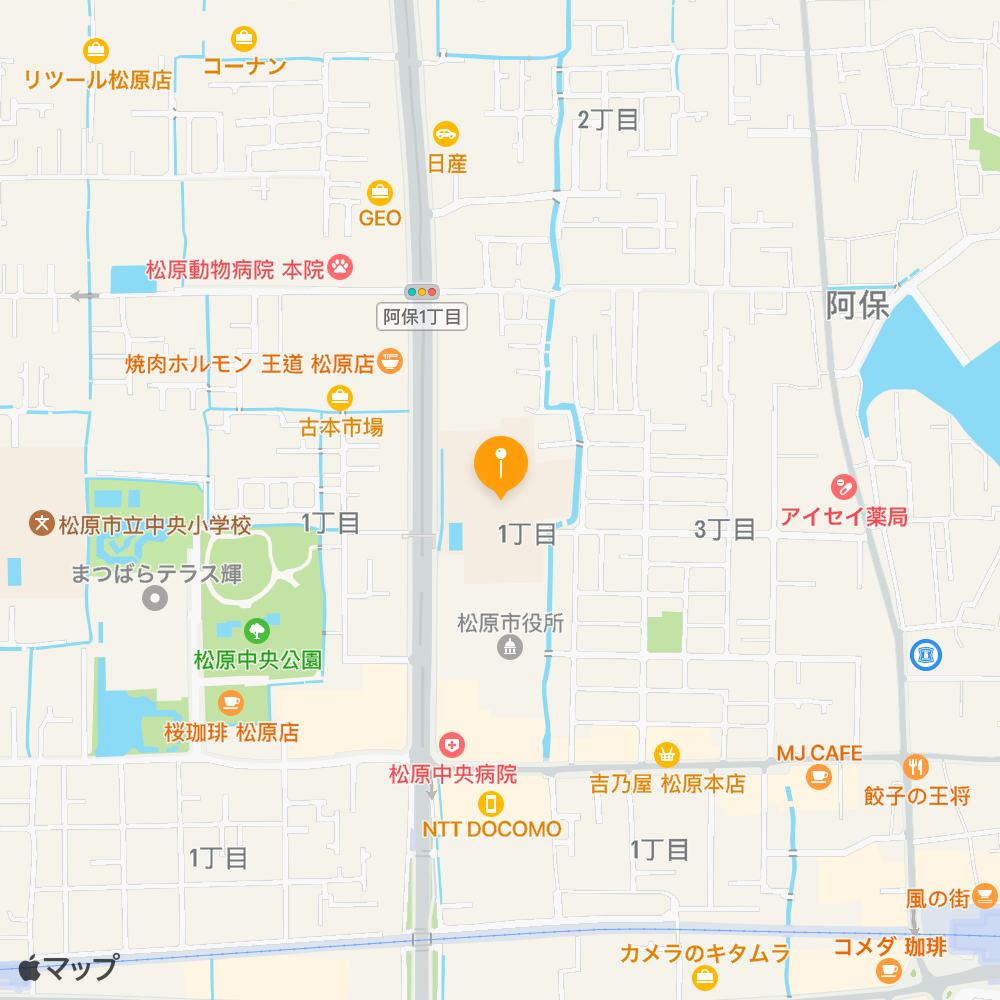 コーナン
リツール松原店
2丁目
日産
GEO
松原動物病院 本院
阿保
阿保1丁目
焼肉ホルモン 王道 松原店
古本市場
アイセイ薬局
松原市立中央小学校
1丁目
1丁目
3丁目
まつばらテラス輝
松原市役所
松原中央公園
桜珈琲 松原店
MJ CAFE
松原中央病院
吉乃屋 松原本店
餃子の王将
NTT DOCOMO
1丁目
1丁目
風の街
カメラのキタムラ
コメダ 珈琲
マップ